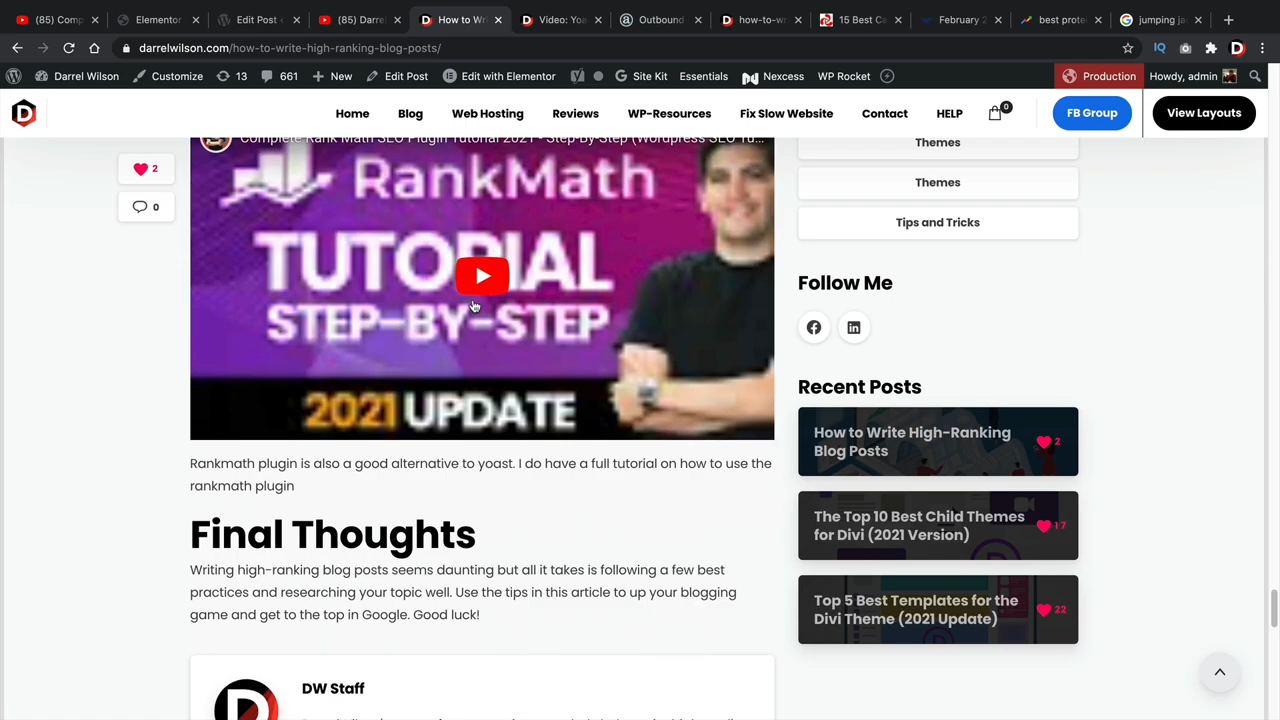 (85) Comp
Elementor
Edit Post ‹
(85) Darrel
How to Wri
Video: Yoa
Outbound
how-to-wr
15 Best Ca
February 2
best prote
jumping ja
darrelwilson.com/how-to-write-high-ranking-blog-posts/
Darrel Wilson
Customize
13
661
New
Edit Post
Edit with Elementor
Site Kit
Essentials
Nexcess
WP Rocket
Production
Howdy, admin
Home
Blog
Web Hosting
Reviews
WP-Resources
Fix Slow Website
Contact
HELP
0
FB Group
View Layouts
2
0
Complete Rank Math SEO Plugin Tutorial 2021 - Step-By-Step (Wordpress SEO Tu...
RankMath
TUTORIAL
STEP-BY-STEP
2021 UPDATE
Rankmath plugin is also a good alternative to yoast. I do have a full tutorial on how to use the
rankmath plugin
Final Thoughts
Writing high-ranking blog posts seems daunting but all it takes is following a few best
practices and researching your topic well. Use the tips in this article to up your blogging
game and get to the top in Google. Good luck!
DW Staff
Themes
Themes
Tips and Tricks
Follow Me
Recent Posts
How to Write High-Ranking
Blog Posts
2
The Top 10 Best Child Themes
for Divi (2021 Version)
17
Top 5 Best Templates for the
Divi Theme (2021 Update)
22